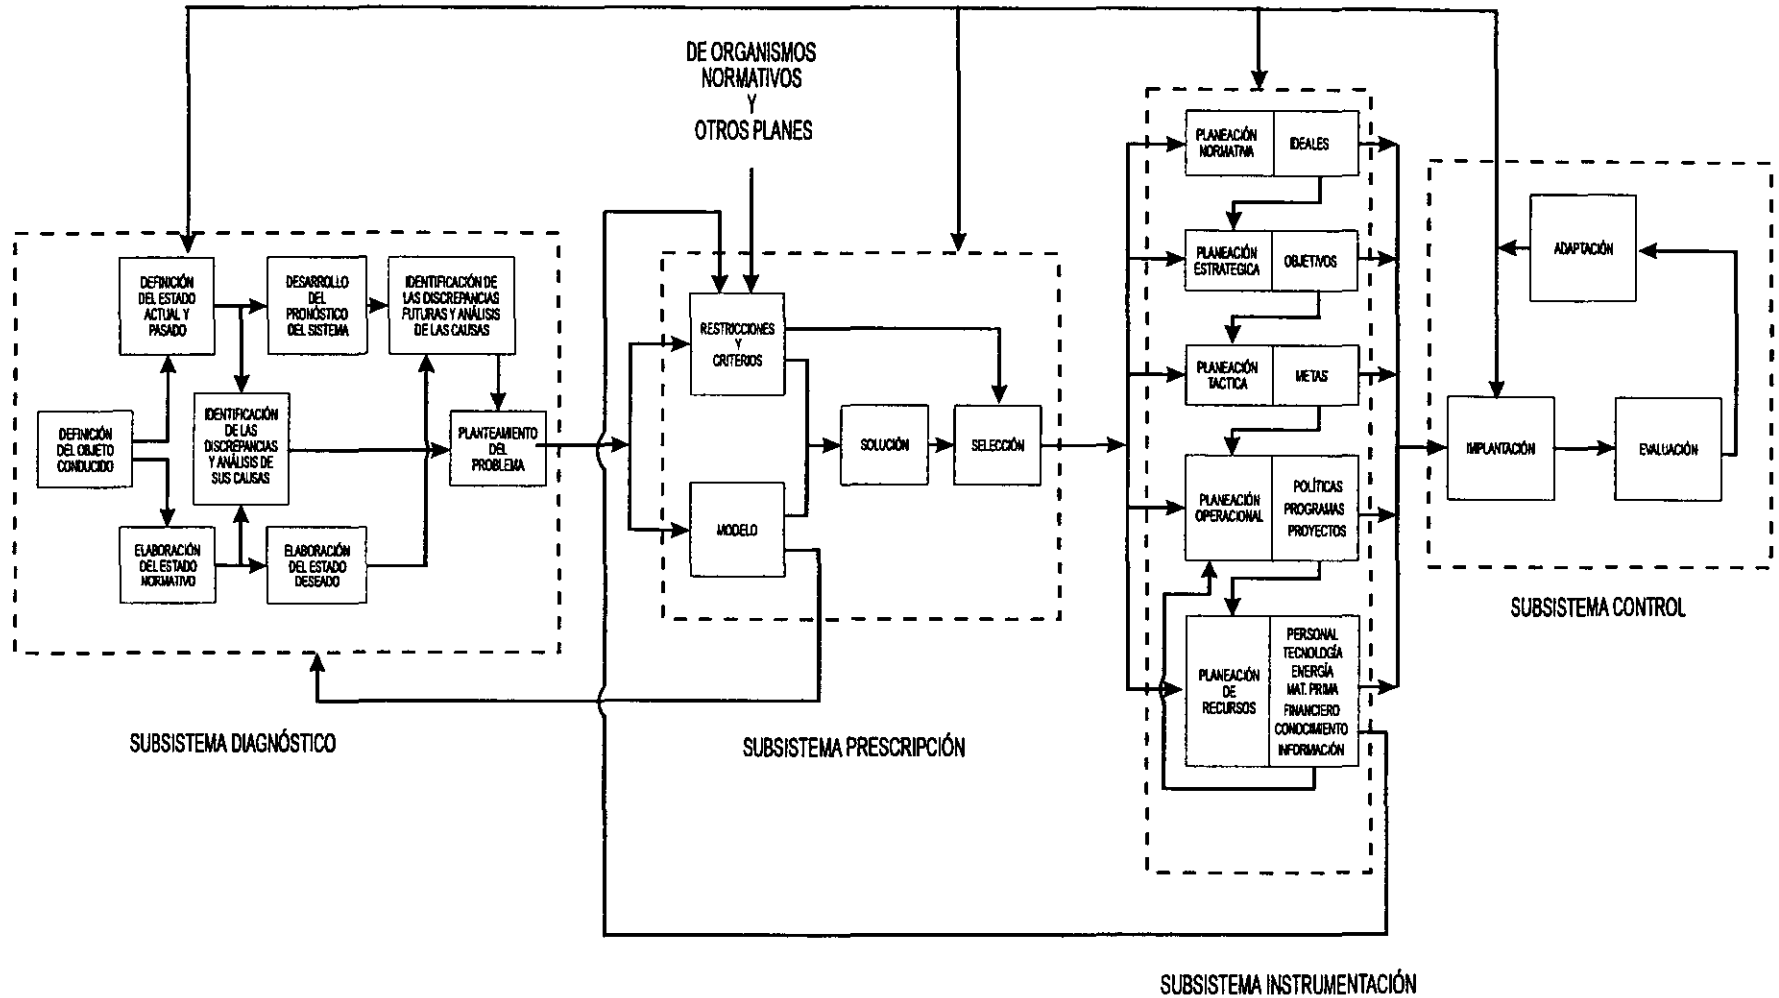 DE ORGANISMOS
NORMATIVOS
Y
OTROS PLANES
DEFINICIÓN
DEL ESTADO
ACTUAL Y
PASADO
DESARROLLO
DEL
PRONÓSTICO
DEL SISTEMA
IDENTIFICACIÓN DE
LAS DISCREPANCIAS
FUTURAS Y ANÁLISIS
DE LAS CAUSAS
DEFINICIÓN
DEL OBJETO
CONDUCIDO
IDENTIFICACIÓN
DE LAS
DISCREPANCIAS
Y ANÁLISIS DE
SUS CAUSAS
PLANTEAMIENTO
DEL
PROBLEMA
ELABORACIÓN
DEL ESTADO
NORMATIVO
ELABORACIÓN
DEL ESTADO
DESEADO
SUBSISTEMA DIAGNÓSTICO
RESTRICCIONES
Y
CRITERIOS
MODELO
SOLUCIÓN
SELECCIÓN
SUBSISTEMA PRESCRIPCIÓN
PLANEACIÓN
NORMATIVA
IDEALES
PLANEACIÓN
ESTRATEGICA
OBJETIVOS
PLANEACIÓN
TACTICA
METAS
PLANEACIÓN
OPERACIONAL
POLÍTICAS
PROGRAMAS
PROYECTOS
PLANEACIÓN
DE
RECURSOS
PERSONAL
TECNOLOGÍA
ENERGÍA
MAT. PRIMA
FINANCIERO
CONOCIMIENTO
INFORMACIÓN
SUBSISTEMA INSTRUMENTACIÓN
ADAPTACIÓN
IMPLANTACIÓN
EVALUACIÓN
SUBSISTEMA CONTROL